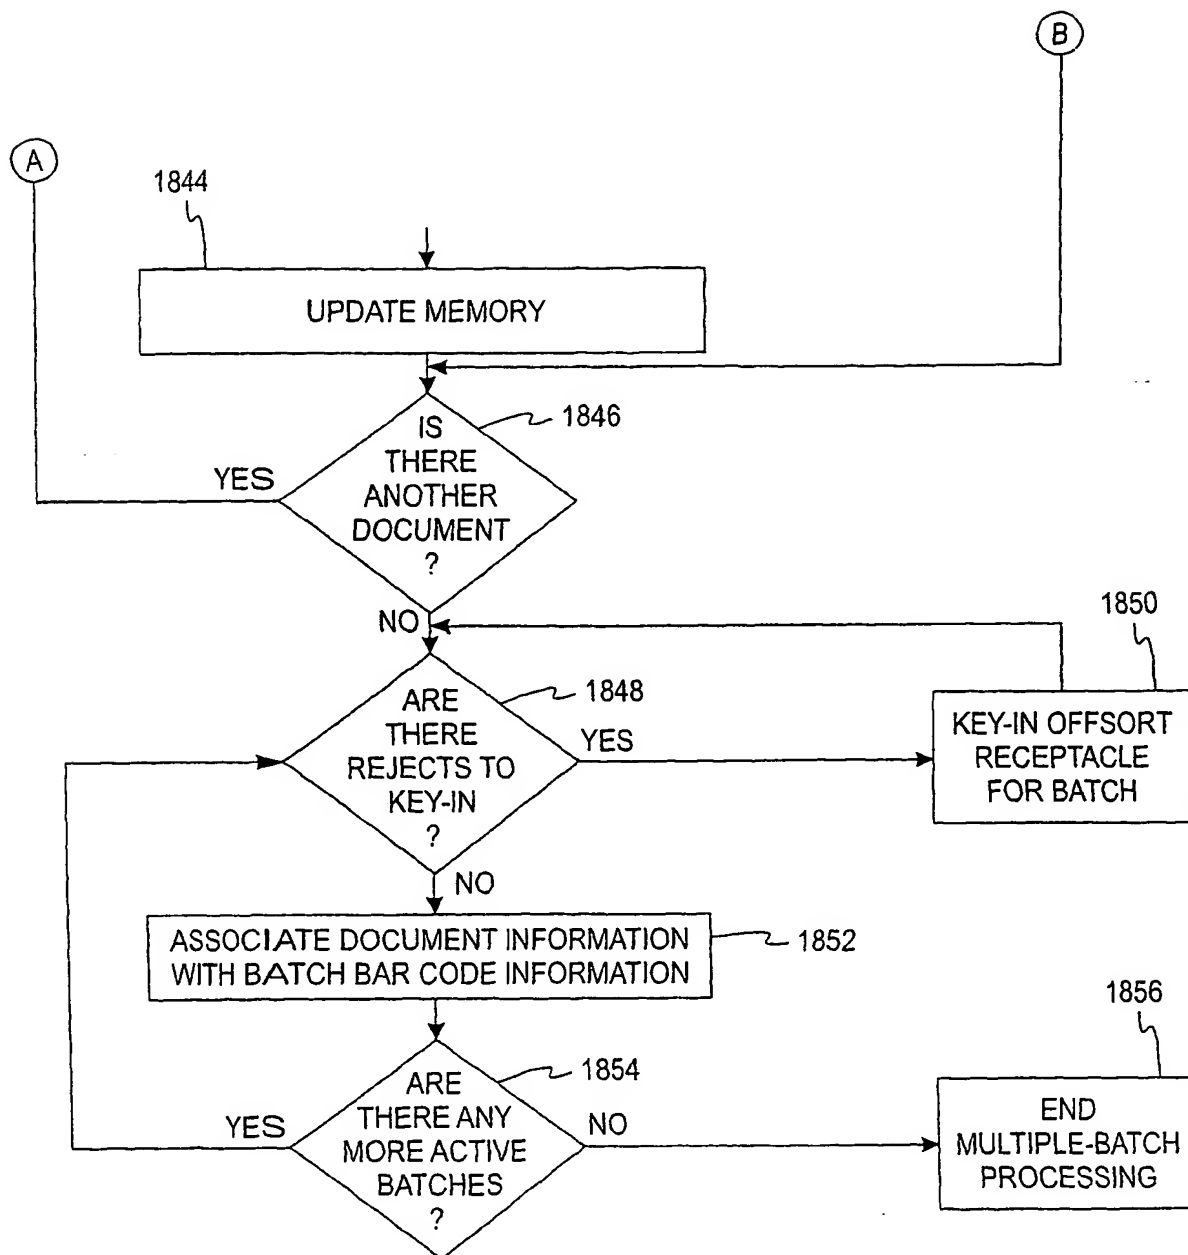 B
A
1844
UPDATE MEMORY
IS
THERE
ANOTHER
DOCUMENT
?
1846
YES
NO
1850
ARE
THERE
REJECTS TO
KEY-IN
?
1848
YES
KEY-IN OFFSORT
RECEPTACLE
FOR BATCH
NO
ASSOCIATE DOCUMENT INFORMATION
WITH BATCH BAR CODE INFORMATION
1852
1856
ARE
THERE ANY
MORE ACTIVE
BATCHES
?
1854
YES
NO
END
MULTIPLE-BATCH
PROCESSING